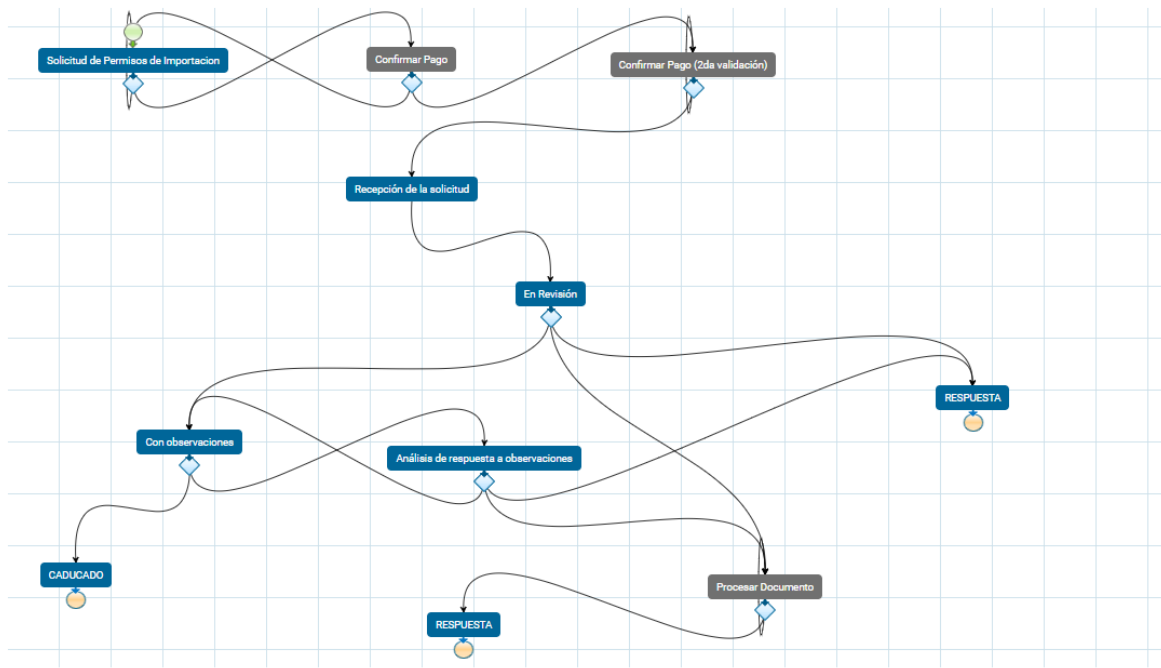 Solicitud de Permisos de Importacion
Confirmar Pago
Confirmar Pago (2da validación)
Recepción de la solicitud
En Revisión
RESPUESTA
Con observaciones
Análisis de respuesta a observaciones
CADUCADO
Procesar Documento
RESPUESTA